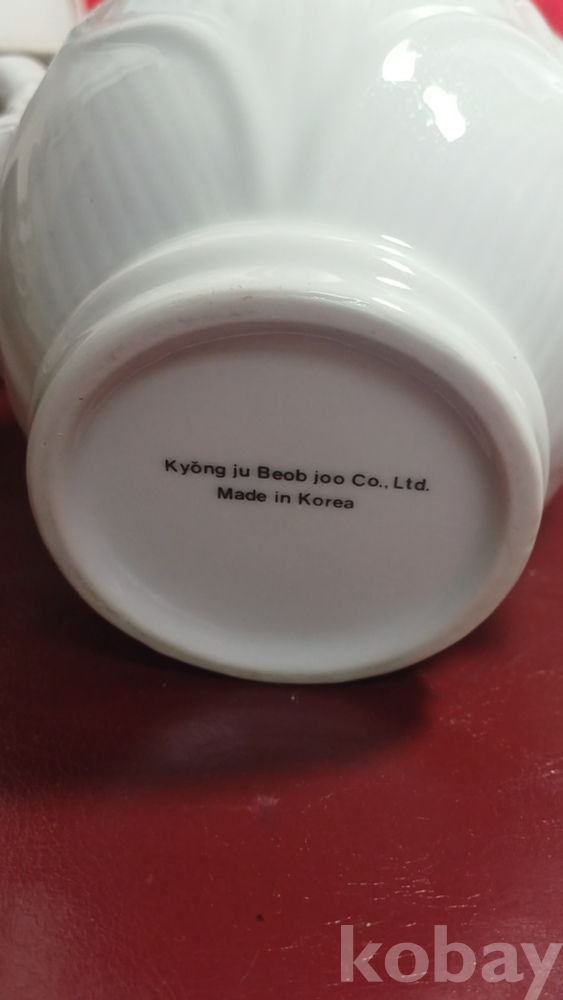 Kyŏng ju Beob joo Co., Ltd.
Made in Korea
kobay